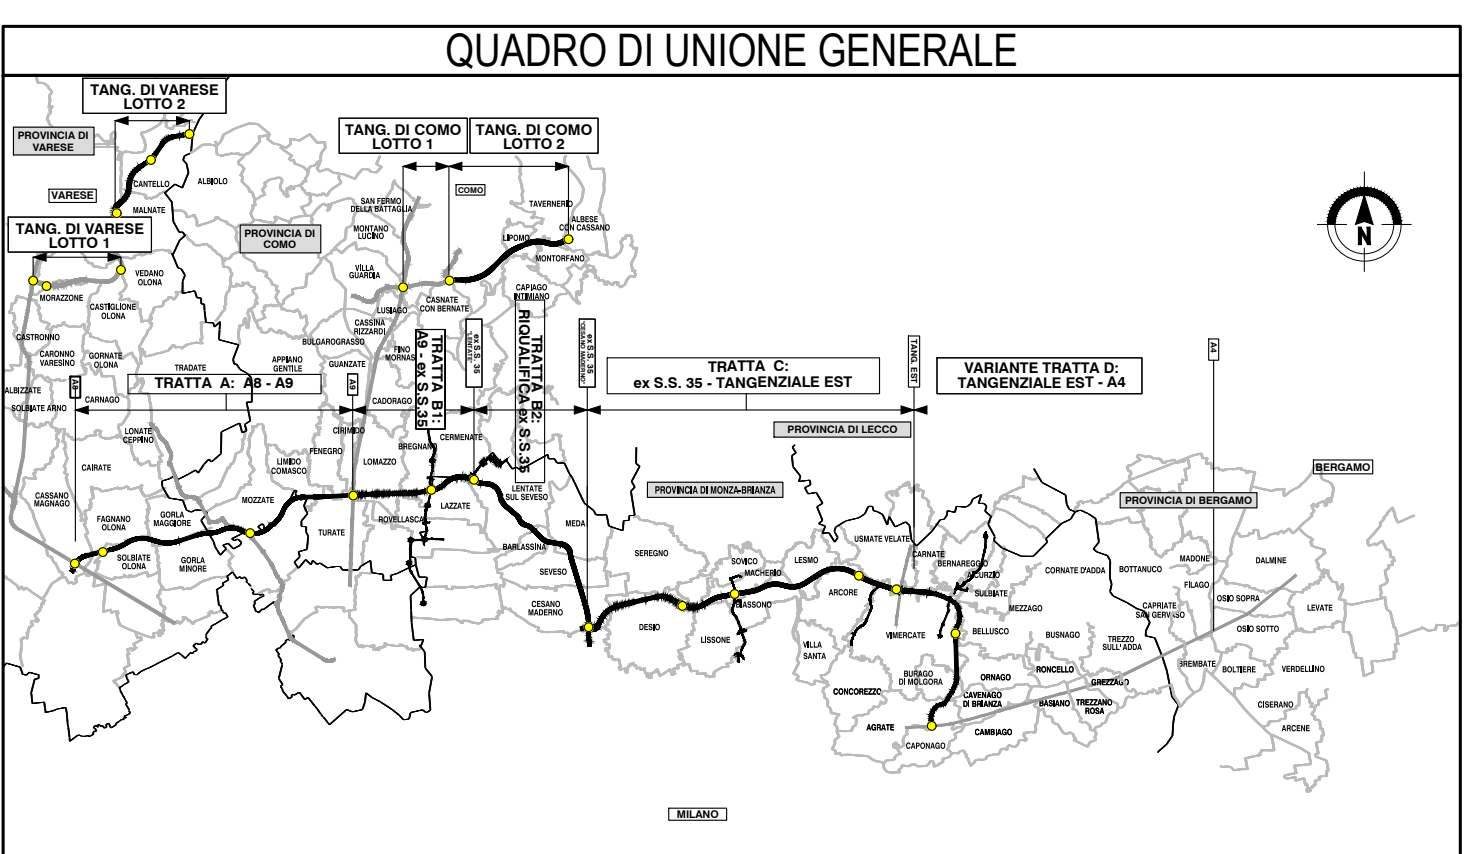 QUADRO DI UNIONE GENERALE
TANG. DI VARESE
LOTTO 2
PROVINCIA DI
VARESE
TANG. DI COMO
LOTTO 1
TANG. DI COMO
LOTTO 2
CANTELLO
ALBIOLO
VARESE
MALNATE
COMO
SAN FERMO
DELLA BATTAGLIA
TAVERNERIO
ALBESE
CON CASSANO
TANG. DI VARESE
LOTTO 1
PROVINCIA DI
COMO
MONTANO
LUCINO
LIPOMO
MONTORFANO
N
VEDANO
OLONA
VILLA
GUARDIA
MORAZZONE
CASTIGLIONE
OLONA
CAPIAGO
INTIMIANO
CASNATE
CON BERNATE
LUSIAGO
CASSINA
RIZZARDI
CASTRONNO
BULGAROGRASSO
CARONNO
VARESINO
GORNATE
OLONA
APPIANO
GENTILE
GUANZATE
FINO
MORNAS
TRADATE
TRATTA B1:
A9 - ex S.S.35
ex S.S. 35
"LENTATE"
TRATTA B2:
RIQUALIFICA ex S.S.35
ex S.S. 35
"CESANO MADERNO"
TRATTA C:
ex S.S. 35 - TANGENZIALE EST
TANG. EST
VARIANTE TRATTA D:
TANGENZIALE EST - A4
A4
ALBIZZATE
A8
TRATTA A: A8 - A9
A9
SOLBIATE ARNO
CARNAGO
CADORAGO
LONATE
CEPPINO
CIRIMIDO
FENEGRO
BREGNANO
CERMENATE
PROVINCIA DI LECCO
CAIRATE
LIMIDO
COMASCO
LOMAZZO
BERGAMO
CASSANO
MAGNAGO
MOZZATE
LAZZATE
LENTATE
SUL SEVESO
PROVINCIA DI MONZA-BRIANZA
PROVINCIA DI BERGAMO
FAGNANO
OLONA
GORLA
MAGGIORE
ROVELLASCA
TURATE
MEDA
USMATE VELATE
SOLBIATE
OLONA
GORLA
MINORE
BARLASSINA
SEREGNO
SOVICO
MACHERIO
LESMO
CARNATE
BERNAREGGIO
AICURZIO
CORNATE D'ADDA
BOTTANUCO
MADONE
DALMINE
SEVESO
FILAGO
CESANO
MADERNO
BIASSONO
ARCORE
SULBIATE
MEZZAGO
CAPRIATE
SAN GERVASO
OSIO SOPRA
LEVATE
DESIO
LISSONE
VILLA
SANTA
VIMERCATE
BELLUSCO
BUSNAGO
TREZZO
SULL'ADDA
OSIO SOTTO
BURAGO
DI MOLGORA
ORNAGO
RONCELLO
GREZZAGO
BREMBATE
BOLTIERE
VERDELLINO
CONCOREZZO
CAVENAGO
DI BRIANZA
BASIANO
TREZZANO
ROSA
CISERANO
AGRATE
CAMBIAGO
ARCENE
CAPONAGO
MILANO